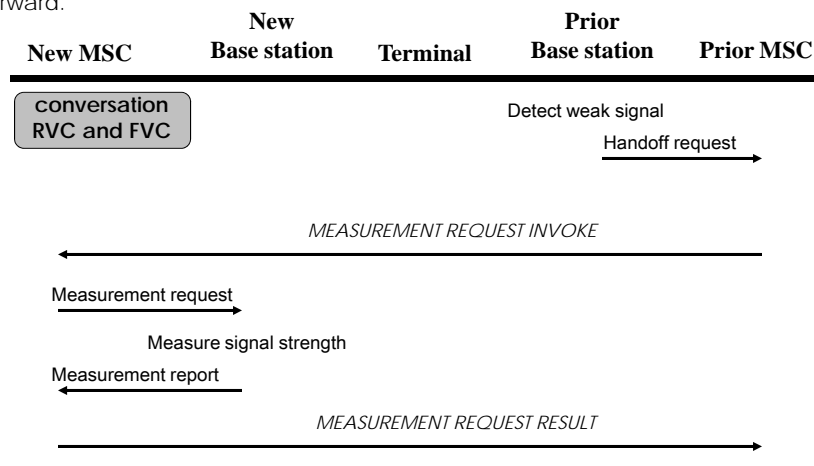 rward.
New
Prior
New MSC
Base station
Terminal
Base station
Prior MSC
conversation
RVC and FVC
Detect weak signal
Handoff request
MEASUREMENT REQUEST INVOKE
Measurement request
Measure signal strength
Measurement report
MEASUREMENT REQUEST RESULT